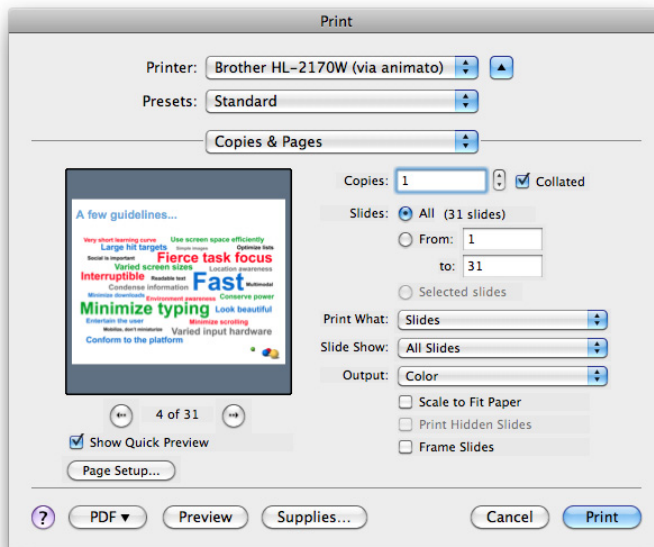 Print
Printer: Brother HL-2170W (via animato)
Presets: Standard
Copies & Pages
Copies: 1 Collated
Slides: All (31 slides)
From: 1
to: 31
Selected slides
Print What: Slides
Slide Show: All Slides
Output: Color
Scale to Fit Paper
Print Hidden Slides
Frame Slides
A few guidelines...
Very short learning curve Use screen space efficiently
Large hit targets Simple images Optimize lists
Social is important Fierce task focus
Varied screen sizes Location awareness
Interruptible Readable text Fast Multimodal
Condense information
Minimize downloads Environment awareness Conserve power
Minimize typing Look beautiful
Entertain the user Minimize scrolling
Mobilize, don't miniaturize Varied input hardware
Conform to the platform
4 of 31
Show Quick Preview
Page Setup...
? PDF Preview Supplies... Cancel Print